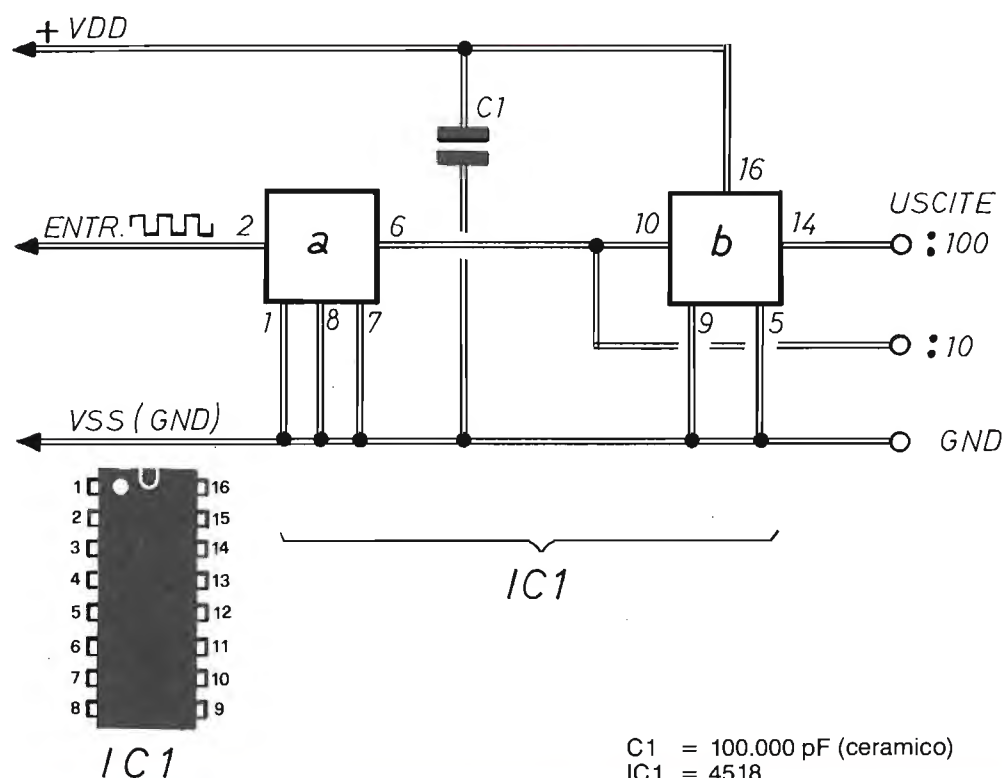 + VDD
C1
16
ENTR.
2
a
6
10
b
14
USCITE
:100
1
8
7
9
5
:10
VSS (GND)
GND
1
2
3
4
5
6
7
8
16
15
14
13
12
11
10
9
IC1
IC1
C1 = 100.000 pF (ceramico)
IC1 = 4518